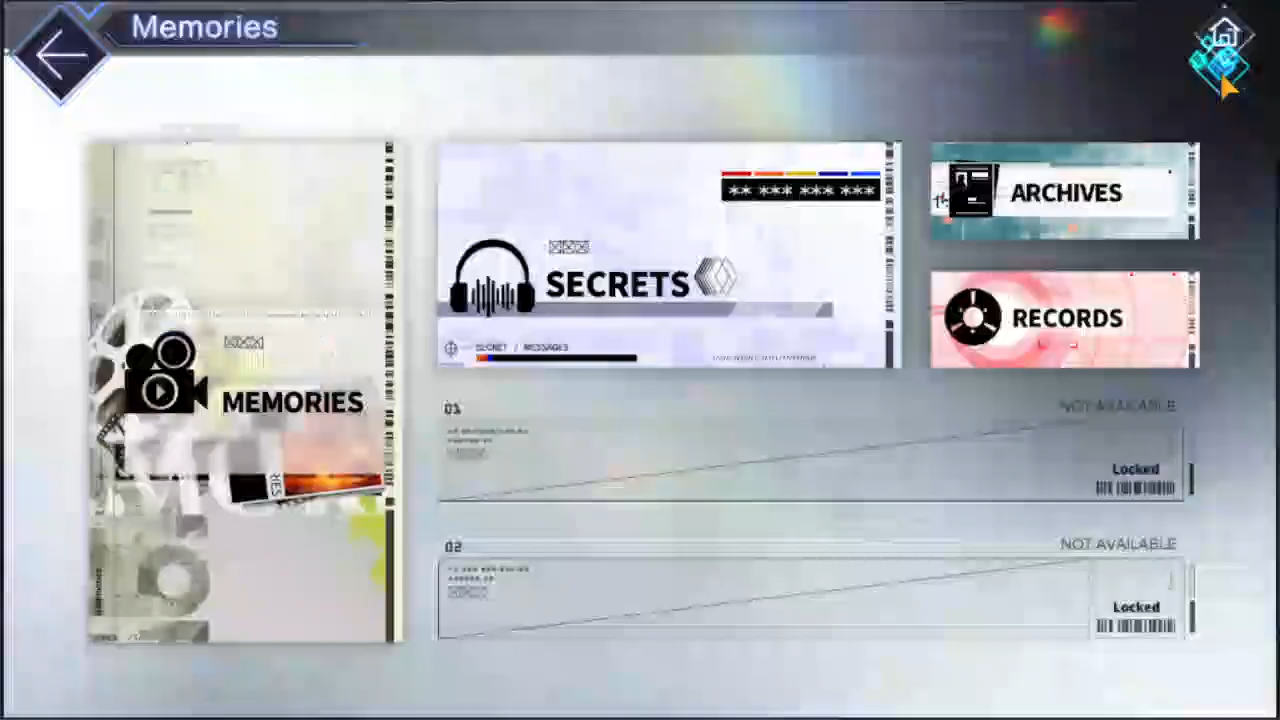 Memories
MEMORIES
** *** *** ***
SECRETS
SECRET / MESSAGES
ARCHIVES
RECORDS
01
NOT AVAILABLE
Locked
02
NOT AVAILABLE
Locked